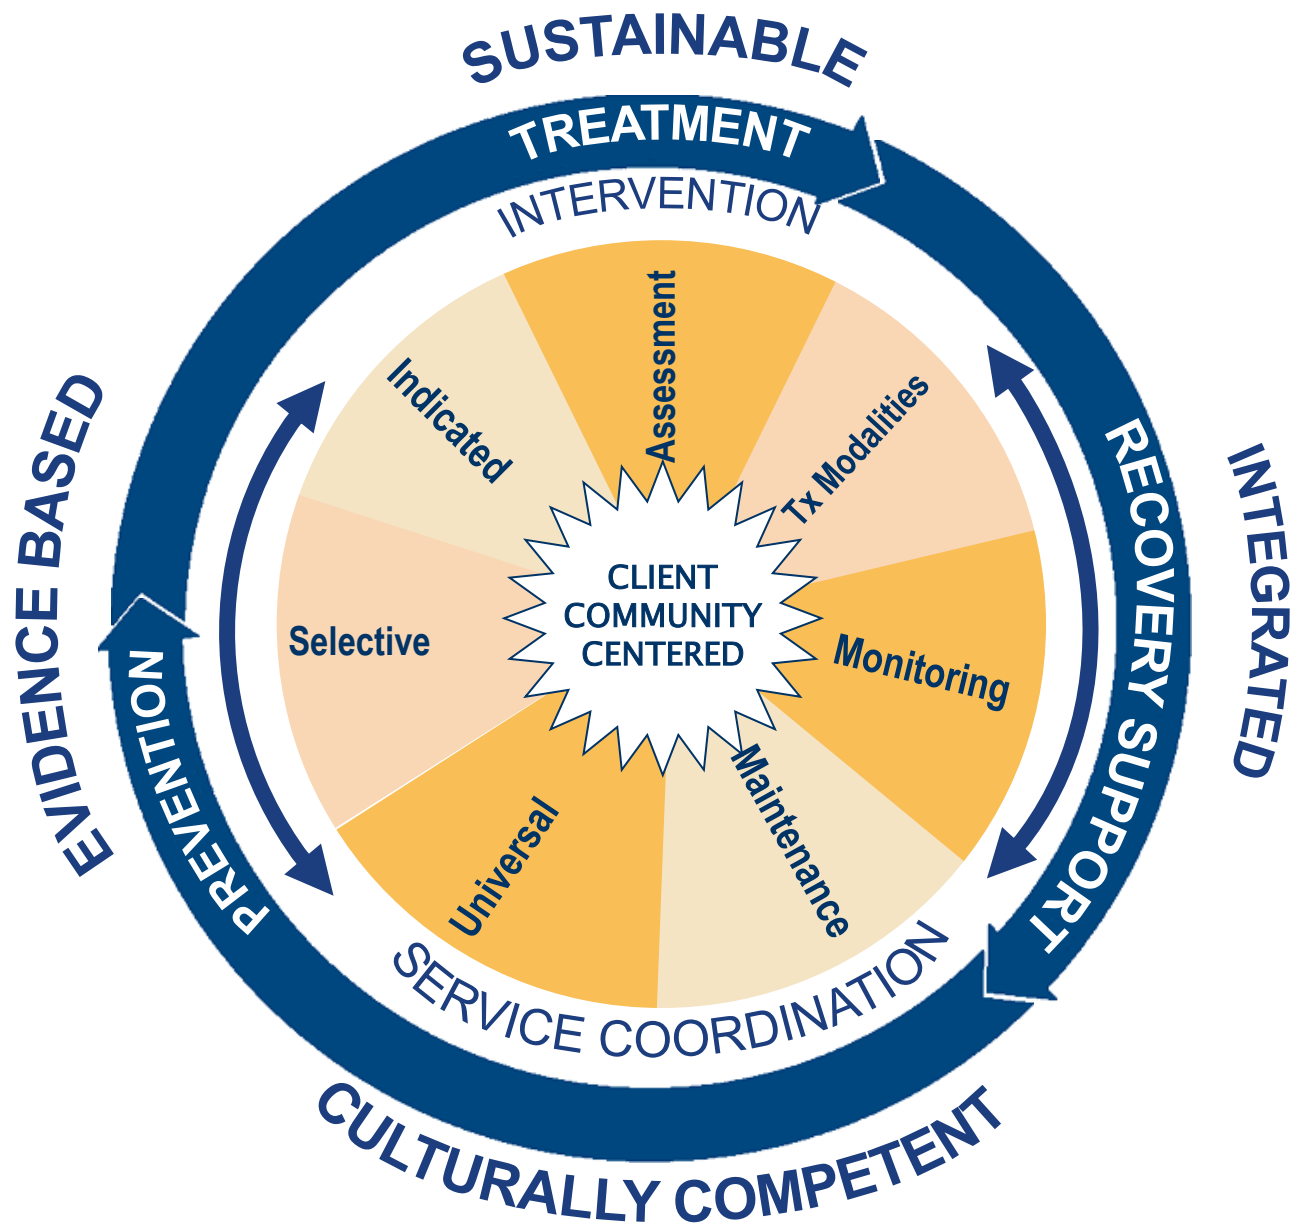 SUSTAINABLE
TREATMENT
INTERVENTION
Assessment
Indicated
Tx Modalities
EVIDENCE BASED
INTEGRATED
RECOVERY SUPPORT
PREVENTION
CLIENT
COMMUNITY
CENTERED
Selective
Monitoring
Universal
Maintenance
SERVICE COORDINATION
CULTURALLY COMPETENT